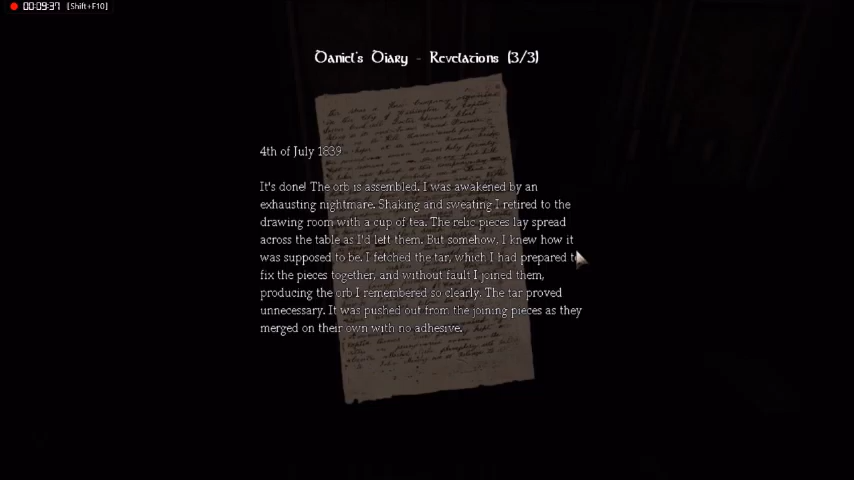 00:09:37 [Shift+F10]
Daniel's Diary - Revelations (3/3)
4th of July 1839
It's done! The orb is assembled. I was awakened by an
exhausting nightmare. Shaking and sweating I retired to the
drawing room with a cup of tea. The relic pieces lay spread
across the table as I'd left them. But somehow, I knew how it
was supposed to be. I fetched the tar, which I had prepared to
fix the pieces together, and without fault I joined them,
producing the orb I remembered so clearly. The tar proved
unnecessary. It was pushed out from the joining pieces as they
merged on their own with no adhesive.